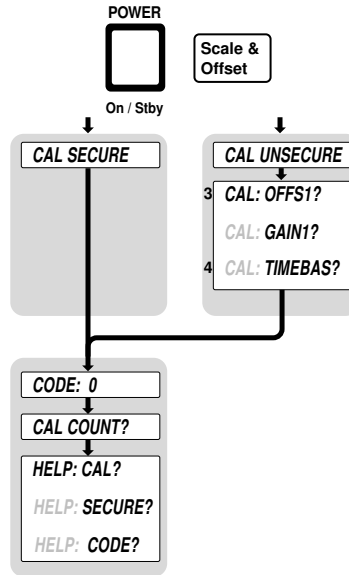 POWER
Scale &
Offset
On / Stby
CAL SECURE
CAL UNSECURE
3 CAL: OFFS1?
CAL: GAIN1?
4 CAL: TIMEBAS?
CODE: 0
CAL COUNT?
HELP: CAL?
HELP: SECURE?
HELP: CODE?